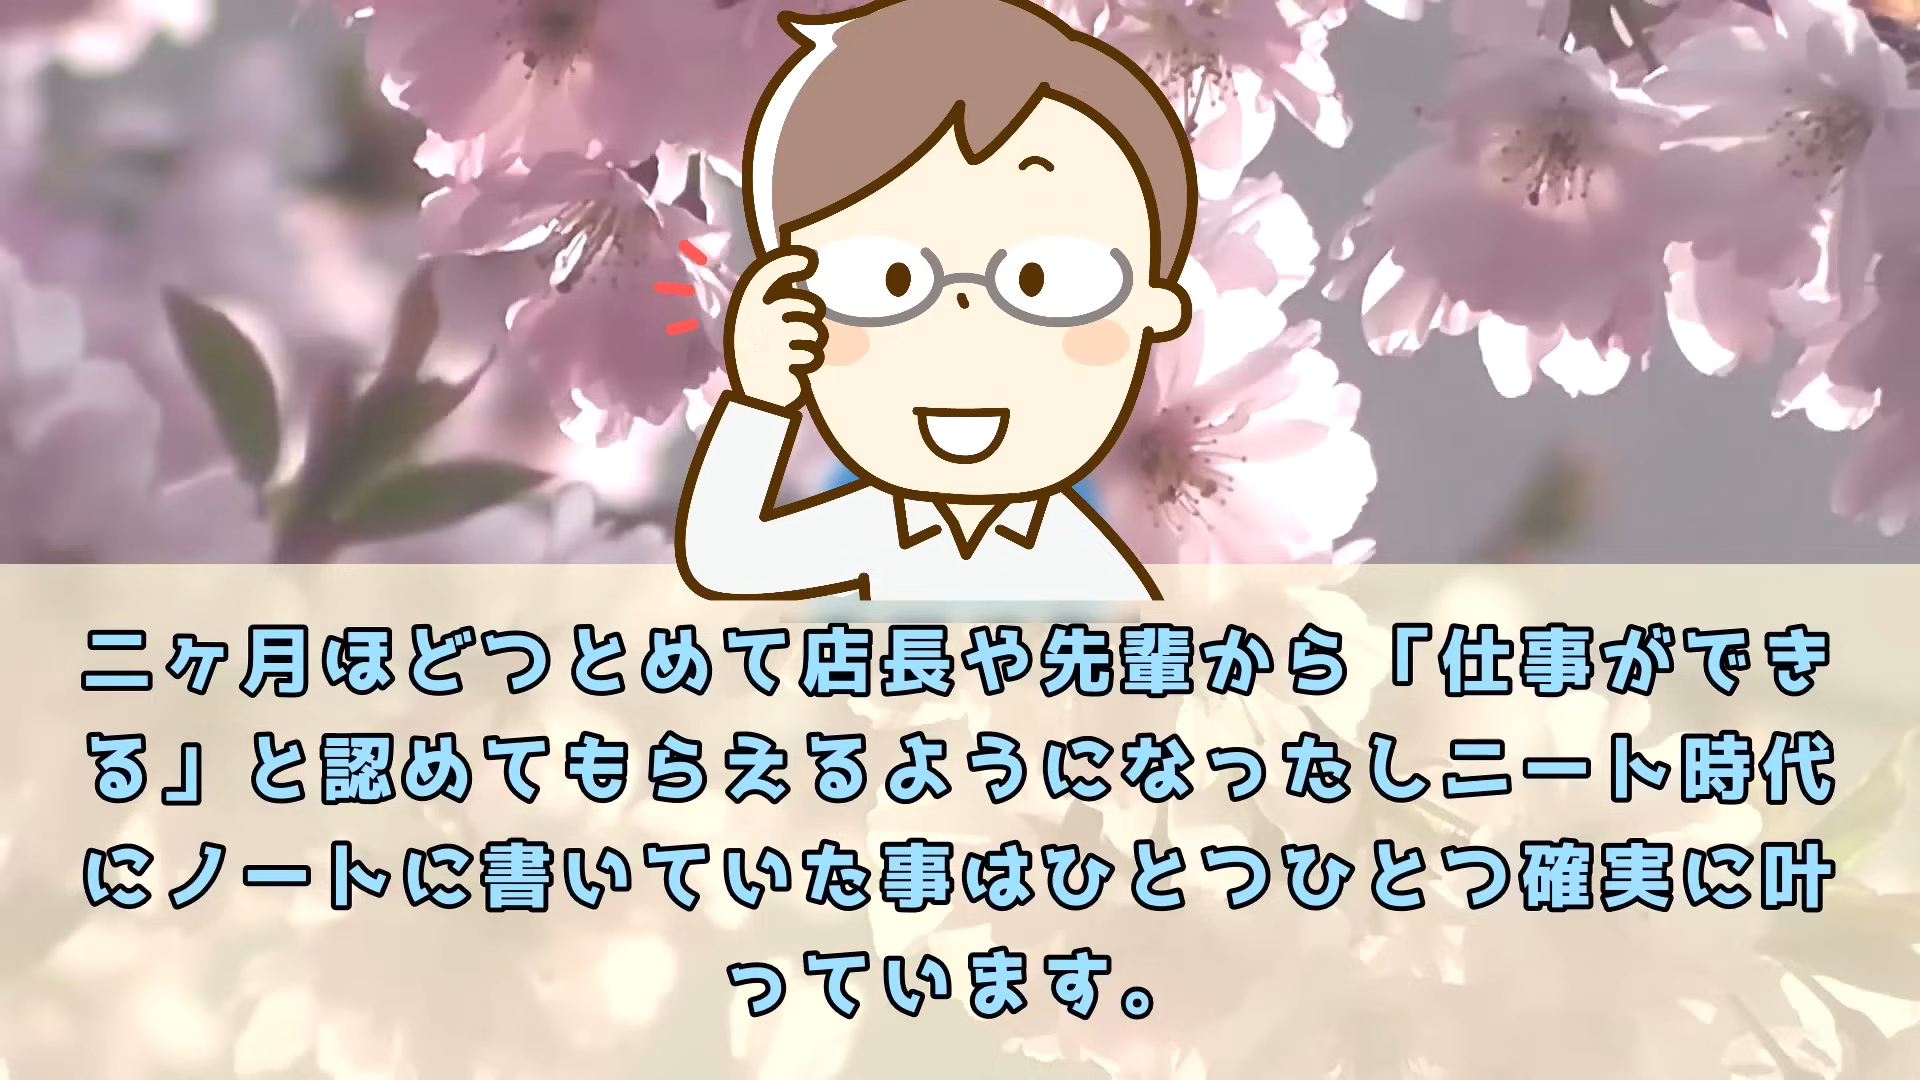 二ヶ月ほどつとめて店長や先輩から「仕事ができ
る」と認めてもらえるようになったしニート時代
にノートに書いていた事はひとつひとつ確実に叶
っています。